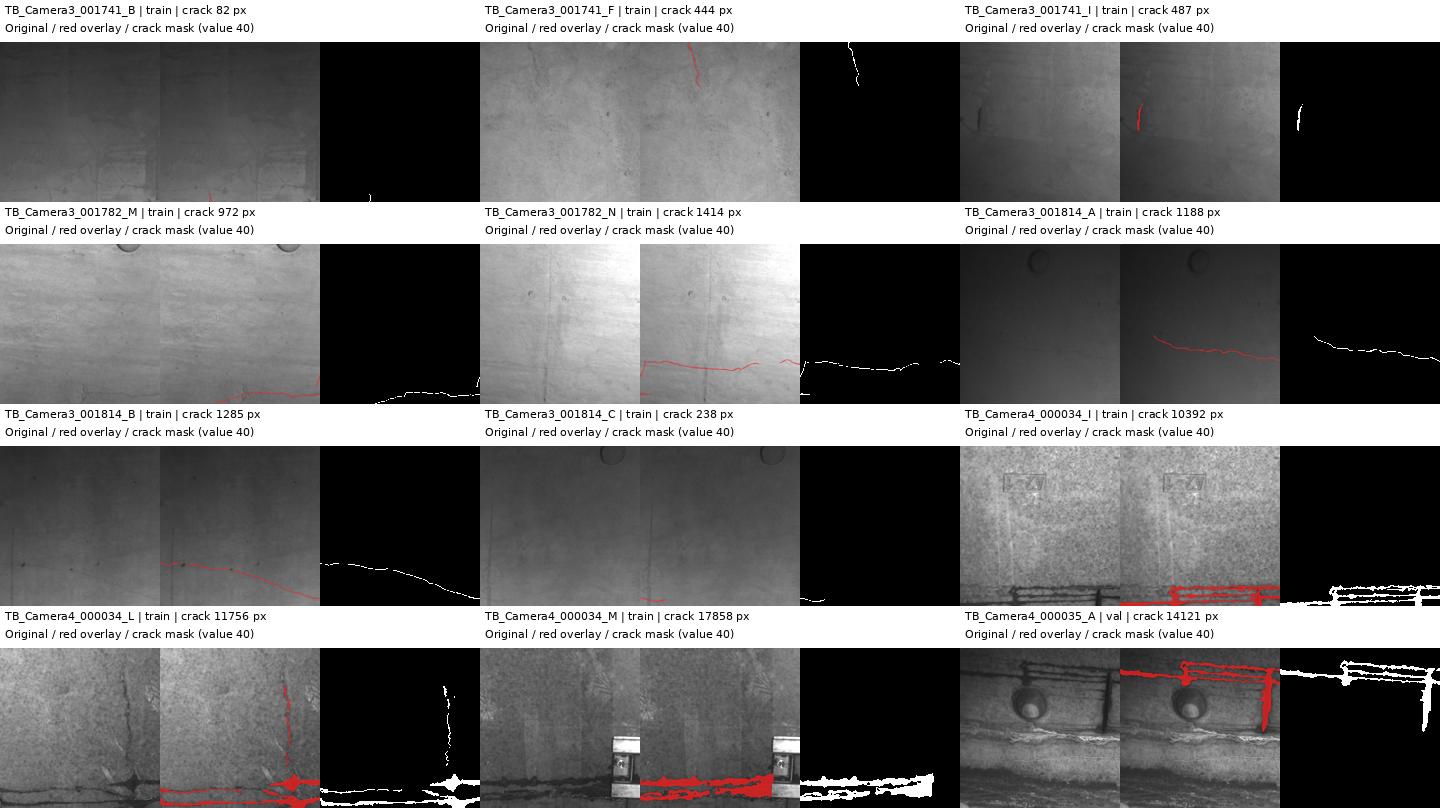 TB_Camera3_001741_B | train | crack 82 px
Original / red overlay / crack mask (value 40)
TB_Camera3_001741_F | train | crack 444 px
Original / red overlay / crack mask (value 40)
TB_Camera3_001741_I | train | crack 487 px
Original / red overlay / crack mask (value 40)
TB_Camera3_001782_M | train | crack 972 px
Original / red overlay / crack mask (value 40)
TB_Camera3_001782_N | train | crack 1414 px
Original / red overlay / crack mask (value 40)
TB_Camera3_001814_A | train | crack 1188 px
Original / red overlay / crack mask (value 40)
TB_Camera3_001814_B | train | crack 1285 px
Original / red overlay / crack mask (value 40)
TB_Camera3_001814_C | train | crack 238 px
Original / red overlay / crack mask (value 40)
TB_Camera4_000034_I | train | crack 10392 px
Original / red overlay / crack mask (value 40)
TB_Camera4_000034_L | train | crack 11756 px
Original / red overlay / crack mask (value 40)
TB_Camera4_000034_M | train | crack 17858 px
Original / red overlay / crack mask (value 40)
TB_Camera4_000035_A | val | crack 14121 px
Original / red overlay / crack mask (value 40)